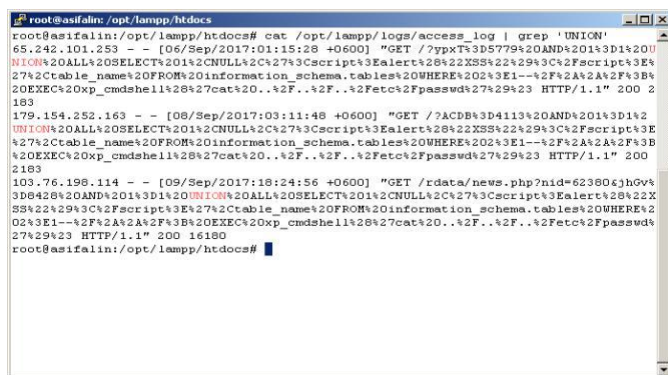 root@asifalin: /opt/lampp/htdocs
root@asifalin:/opt/lampp/htdocs# cat /opt/lampp/logs/access_log | grep 'UNION'
65.242.101.253 - - [06/Sep/2017:01:15:28 +0600] "GET /?ypxT%3D5779%20AND%201%3D1%20U
NION%20ALL%20SELECT%201%2CNULL%2C%27%3Cscript%3Ealert%28%22XSS%22%29%3C%2Fscript%3E%
27%2Ctable_name%20FROM%20information_schema.tables%20WHERE%202%3E1--%2F%2A%2A%2F%3B
%20EXEC%20xp_cmdshell%28%27cat%20..%2F..%2F..%2Fetc%2Fpasswd%27%29%23 HTTP/1.1" 200 2
183
179.154.252.163 - - [08/Sep/2017:03:11:48 +0600] "GET /?ACDB%3D4113%20AND%201%3D1%2
UNION%20ALL%20SELECT%201%2CNULL%2C%27%3Cscript%3Ealert%28%22XSS%22%29%3C%2Fscript%3E
%27%2Ctable_name%20FROM%20information_schema.tables%20WHERE%202%3E1--%2F%2A%2A%2F%3B
%20EXEC%20xp_cmdshell%28%27cat%20..%2F..%2F..%2Fetc%2Fpasswd%27%29%23 HTTP/1.1" 200
2183
103.76.198.114 - - [09/Sep/2017:18:24:56 +0600] "GET /rdata/news.php?nid=62380&jhGv%
3D8428%20AND%201%3D1%20UNION%20ALL%20SELECT%201%2CNULL%2C%27%3Cscript%3Ealert%28%22X
SS%22%29%3C%2Fscript%3E%27%2Ctable_name%20FROM%20information_schema.tables%20WHERE%2
02%3E1--%2F%2A%2A%2F%3B%20EXEC%20xp_cmdshell%28%27cat%20..%2F..%2F..%2Fetc%2Fpasswd%
27%29%23 HTTP/1.1" 200 16180
root@asifalin:/opt/lampp/htdocs#